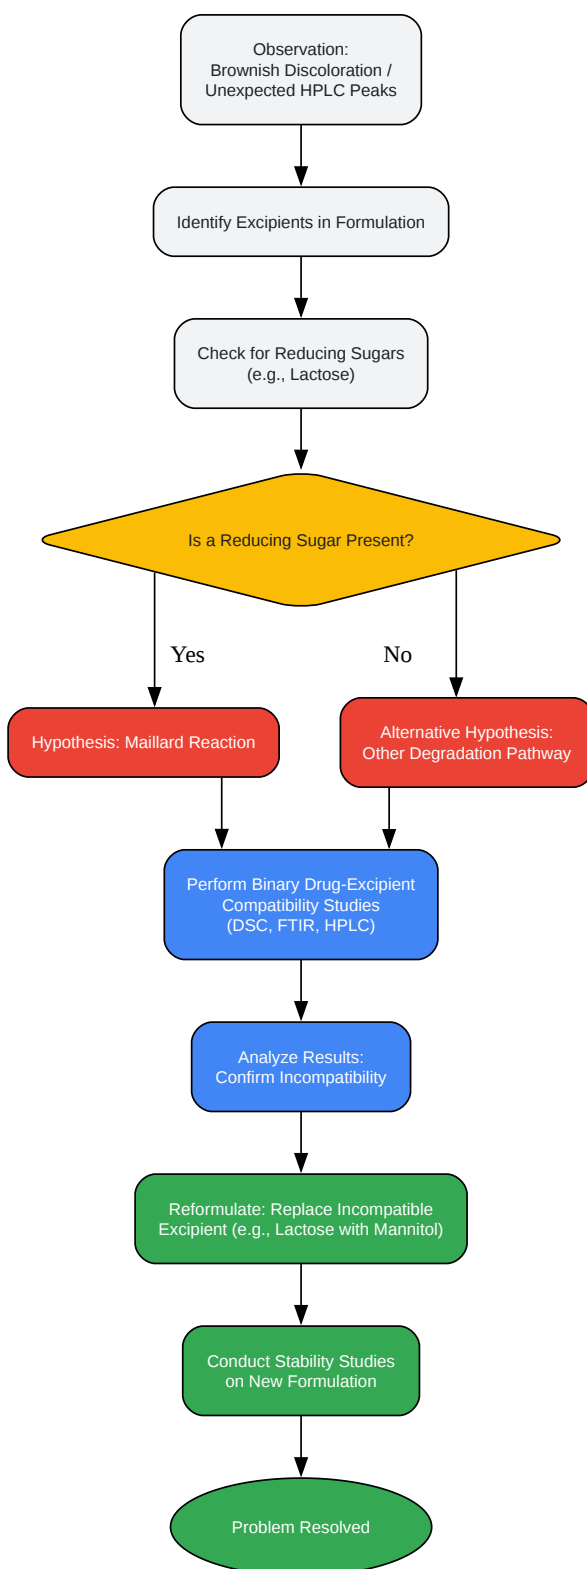 Observation:
Brownish Discoloration /
Unexpected HPLC Peaks
Identify Excipients in Formulation
Check for Reducing Sugars
(e.g., Lactose)
Is a Reducing Sugar Present?
Yes
No
Hypothesis: Maillard Reaction
Alternative Hypothesis:
Other Degradation Pathway
Perform Binary Drug-Excipient
Compatibility Studies
(DSC, FTIR, HPLC)
Analyze Results:
Confirm Incompatibility
Reformulate: Replace Incompatible
Excipient (e.g., Lactose with Mannitol)
Conduct Stability Studies
on New Formulation
Problem Resolved